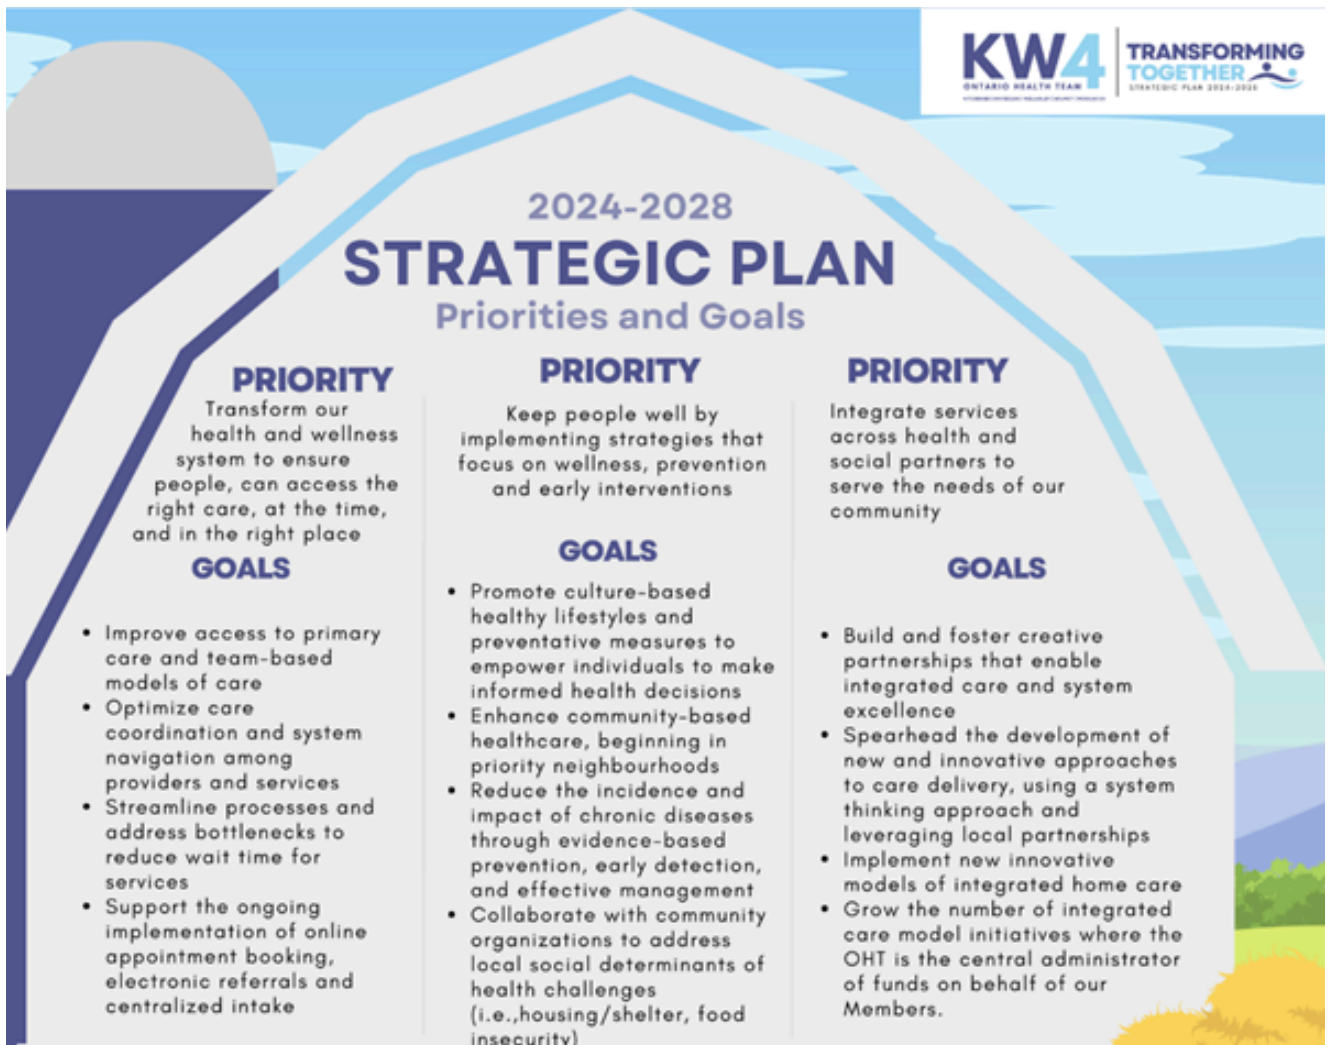 KW4
ONTARIO HEALTH TEAM
TRANSFORMING
TOGETHER
STRATEGIC PLAN 2024-2028
2024-2028
STRATEGIC PLAN
Priorities and Goals
PRIORITY
Transform our
health and wellness
system to ensure
people, can access the
right care, at the time,
and in the right place
GOALS
• Improve access to primary
care and team-based
models of care
• Optimize care
coordination and system
navigation among
providers and services
• Streamline processes and
address bottlenecks to
reduce wait time for
services
• Support the ongoing
implementation of online
appointment booking,
electronic referrals and
centralized intake
PRIORITY
Keep people well by
implementing strategies that
focus on wellness, prevention
and early interventions
GOALS
• Promote culture-based
healthy lifestyles and
preventative measures to
empower individuals to make
informed health decisions
• Enhance community-based
healthcare, beginning in
priority neighbourhoods
• Reduce the incidence and
impact of chronic diseases
through evidence-based
prevention, early detection,
and effective management
• Collaborate with community
organizations to address
local social determinants of
health challenges
(i.e.,housing/shelter, food
insecurity)
PRIORITY
Integrate services
across health and
social partners to
serve the needs of our
community
GOALS
• Build and foster creative
partnerships that enable
integrated care and system
excellence
• Spearhead the development of
new and innovative approaches
to care delivery, using a system
thinking approach and
leveraging local partnerships
• Implement new innovative
models of integrated home care
• Grow the number of integrated
care model initiatives where the
OHT is the central administrator
of funds on behalf of our
Members.